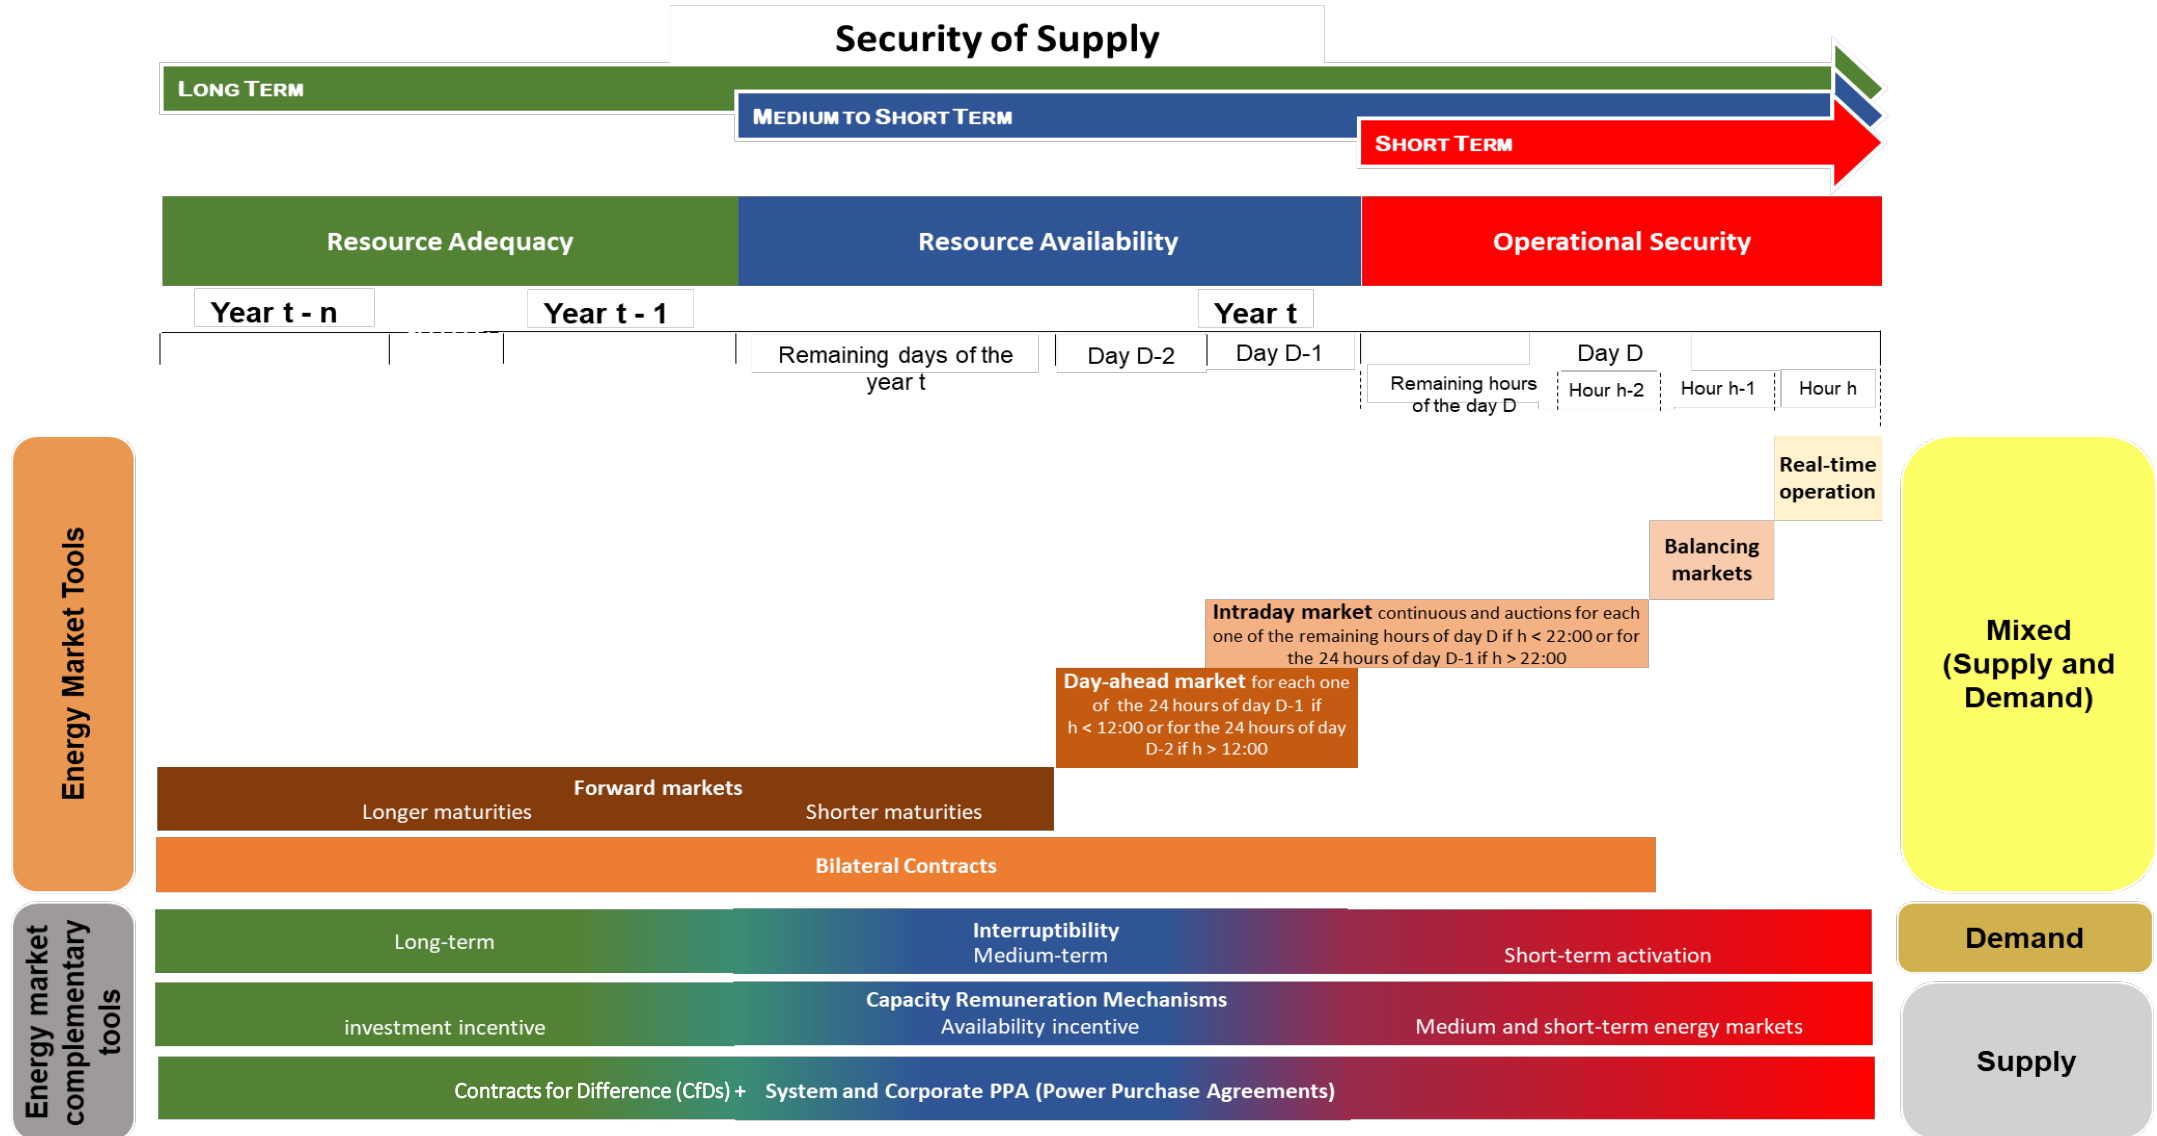 Security of Supply
LONG TERM
MEDIUM TO SHORT TERM
SHORT TERM
Resource Adequacy
Resource Availability
Operational Security
Year t - n
Year t - 1
Year t
Remaining days of the
year t
Day D-2
Day D-1
Day D
Remaining hours
of the day D
Hour h-2
Hour h-1
Hour h
Energy Market Tools
Real-time
operation
Balancing
markets
Intraday market continuous and auctions for each
one of the remaining hours of day D if h < 22:00 or for
the 24 hours of day D-1 if h > 22:00
Day-ahead market for each one
of the 24 hours of day D-1 if
h < 12:00 or for the 24 hours of day
D-2 if h > 12:00
Forward markets
Longer maturities
Shorter maturities
Bilateral Contracts
Mixed
(Supply and
Demand)
Energy market
complementary
tools
Interruptibility
Long-term
Medium-term
Short-term activation
Demand
Capacity Remuneration Mechanisms
investment incentive
Availability incentive
Medium and short-term energy markets
Contracts for Difference (CfDs) + System and Corporate PPA (Power Purchase Agreements)
Supply